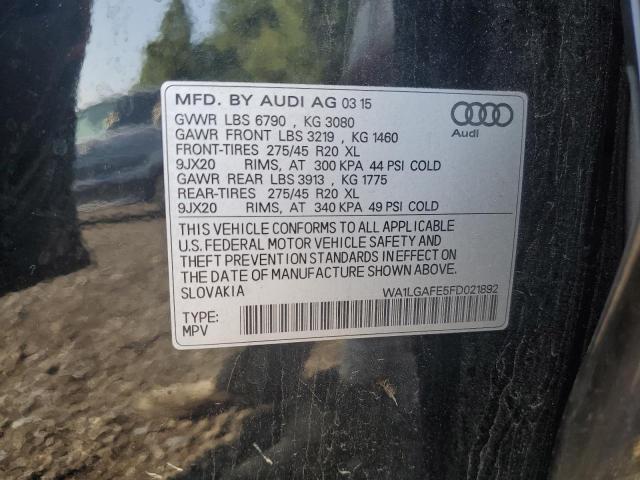 MFD. BY AUDI AG 03 15
GVWR LBS 6790 , KG 3080
GAWR FRONT LBS 3219 , KG 1460
FRONT-TIRES 275/45 R20 XL
9JX20 RIMS, AT 300 KPA 44 PSI COLD
GAWR REAR LBS 3913 , KG 1775
REAR-TIRES 275/45 R20 XL
9JX20 RIMS, AT 340 KPA 49 PSI COLD
Audi
THIS VEHICLE CONFORMS TO ALL APPLICABLE
U.S. FEDERAL MOTOR VEHICLE SAFETY AND
THEFT PREVENTION STANDARDS IN EFFECT ON
THE DATE OF MANUFACTURE SHOWN ABOVE.
SLOVAKIA WA1LGAFE5FD021892
TYPE:
MPV